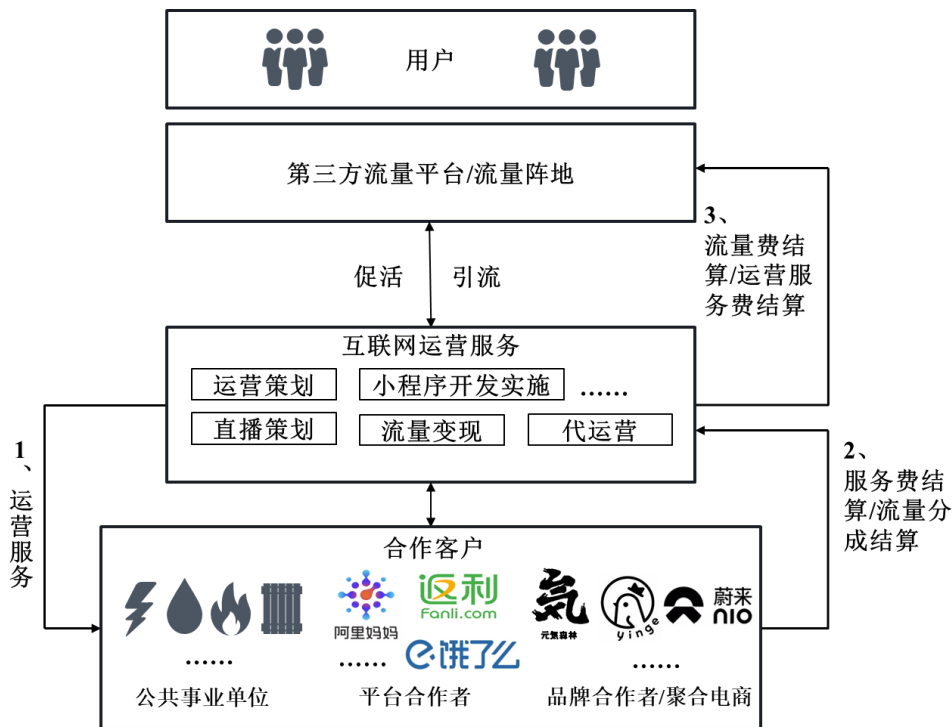 用户
第三方流量平台/流量阵地
促活
引流
3、
流量费结
算/运营服
务费结算
互联网运营服务
运营策划
小程序开发实施
......
直播策划
流量变现
代运营
1、
运营服务
2、
服务费结
算/流量分
成结算
合作客户
阿里妈妈
返利
Fanli.com
饿了么
気
元気森林
yinge
蔚来
NIO
......
......
......
公共事业单位
平台合作者
品牌合作者/聚合电商